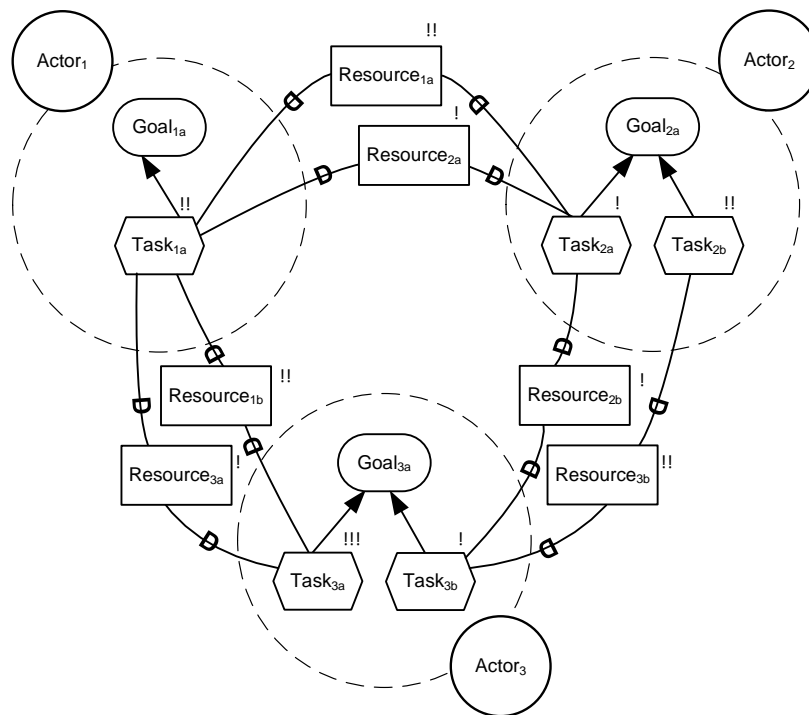 !!
Actor₁
Resource₁ₐ
Actor₂
!
Goal₁ₐ
Resource₂ₐ
Goal₂ₐ
!!
!
!!
Task₁ₐ
Task₂ₐ
Task₂b
!!
!
Resource₁b
Resource₂b
!
!!
Resource₃ₐ
Goal₃ₐ
Resource₃b
!!!
!
Task₃ₐ
Task₃b
Actor₃